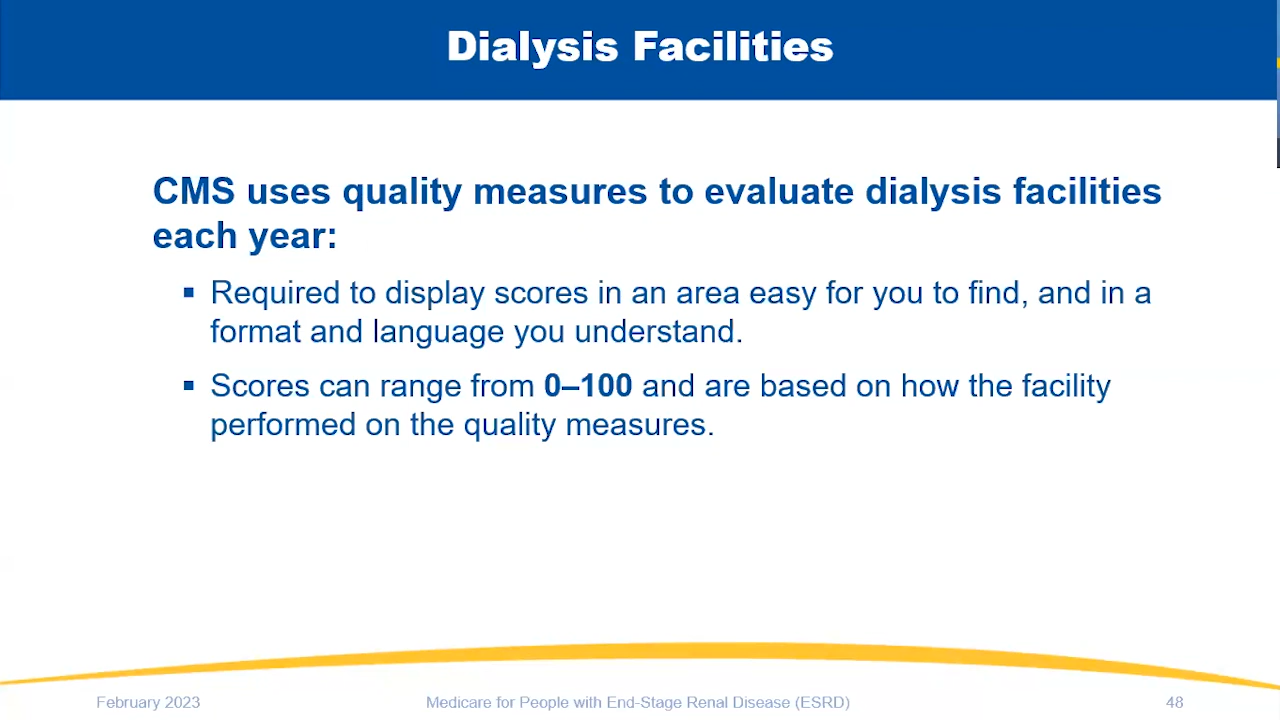 Dialysis Facilities
CMS uses quality measures to evaluate dialysis facilities
each year:
▪ Required to display scores in an area easy for you to find, and in a
format and language you understand.
▪ Scores can range from 0–100 and are based on how the facility
performed on the quality measures.
February 2023
Medicare for People with End-Stage Renal Disease (ESRD)
48